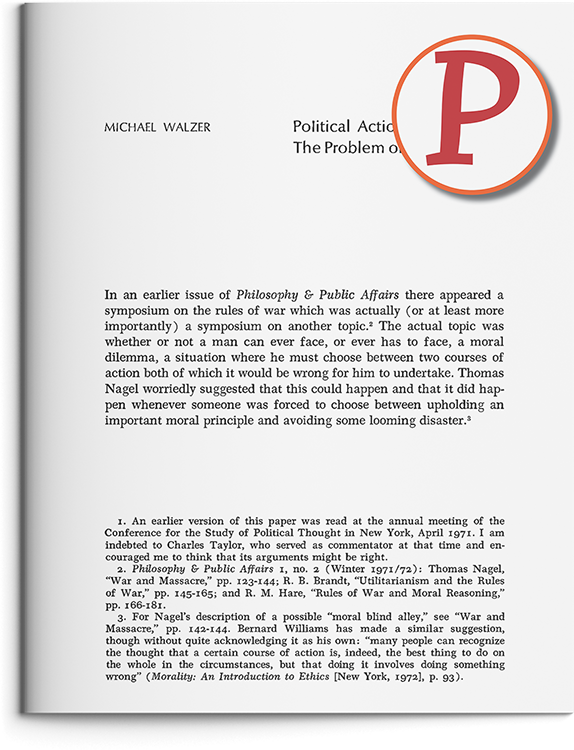 MICHAEL WALZER
Political Actio
The Problem o
P
In an earlier issue of Philosophy & Public Affairs there appeared a
symposium on the rules of war which was actually (or at least more
importantly) a symposium on another topic.² The actual topic was
whether or not a man can ever face, or ever has to face, a moral
dilemma, a situation where he must choose between two courses of
action both of which it would be wrong for him to undertake. Thomas
Nagel worriedly suggested that this could happen and that it did hap-
pen whenever someone was forced to choose between upholding an
important moral principle and avoiding some looming disaster.³
1. An earlier version of this paper was read at the annual meeting of the
Conference for the Study of Political Thought in New York, April 1971. I am
indebted to Charles Taylor, who served as commentator at that time and en-
couraged me to think that its arguments might be right.
2. Philosophy & Public Affairs 1, no. 2 (Winter 1971/72): Thomas Nagel,
“War and Massacre,” pp. 123-144; R. B. Brandt, “Utilitarianism and the Rules
of War,” pp. 145-165; and R. M. Hare, “Rules of War and Moral Reasoning,”
pp. 166-181.
3. For Nagel’s description of a possible “moral blind alley,” see “War and
Massacre,” pp. 142-144. Bernard Williams has made a similar suggestion,
though without quite acknowledging it as his own: “many people can recognize
the thought that a certain course of action is, indeed, the best thing to do on
the whole in the circumstances, but that doing it involves doing something
wrong” (Morality: An Introduction to Ethics [New York, 1972], p. 93).